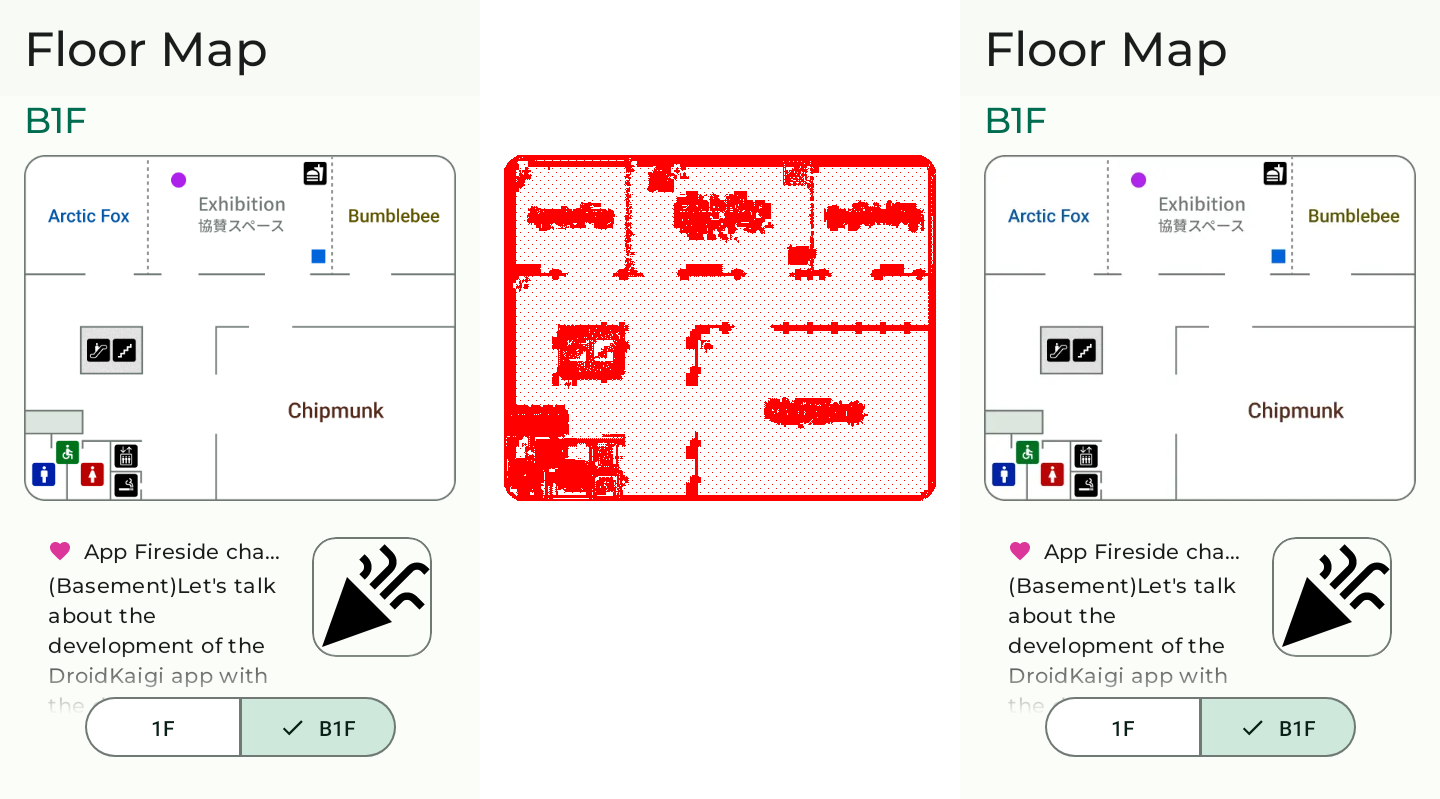 Floor Map
B1F
Arctic Fox
Exhibition
協賛スペース
Bumblebee
Chipmunk
App Fireside cha...
(Basement)Let's talk
about the
development of the
DroidKaigi app with
the
1F
B1F
Floor Map
B1F
Arctic Fox
Exhibition
協賛スペース
Bumblebee
Chipmunk
App Fireside cha...
(Basement)Let's talk
about the
development of the
DroidKaigi app with
the
1F
B1F